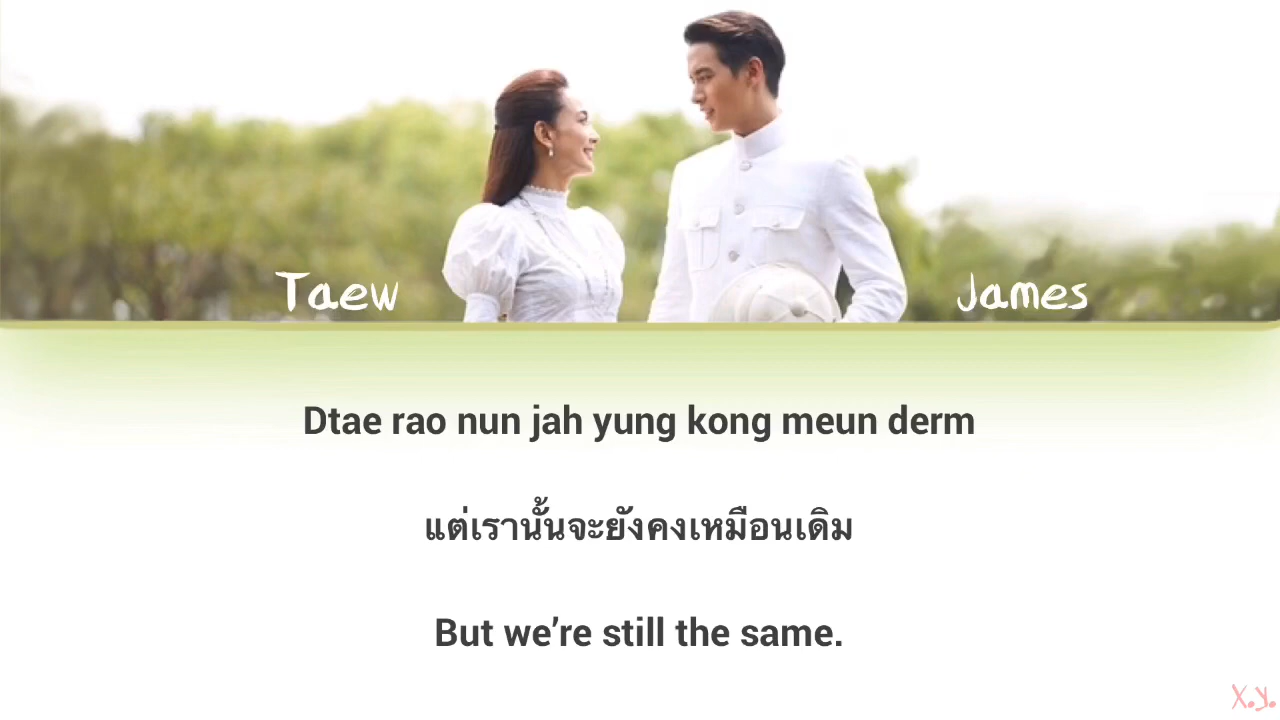 Taew
James
Dtae rao nun jah yung kong meun derm
แต่เรานั้นจะยังคงเหมือนเดิม
But we're still the same.
X.Y.